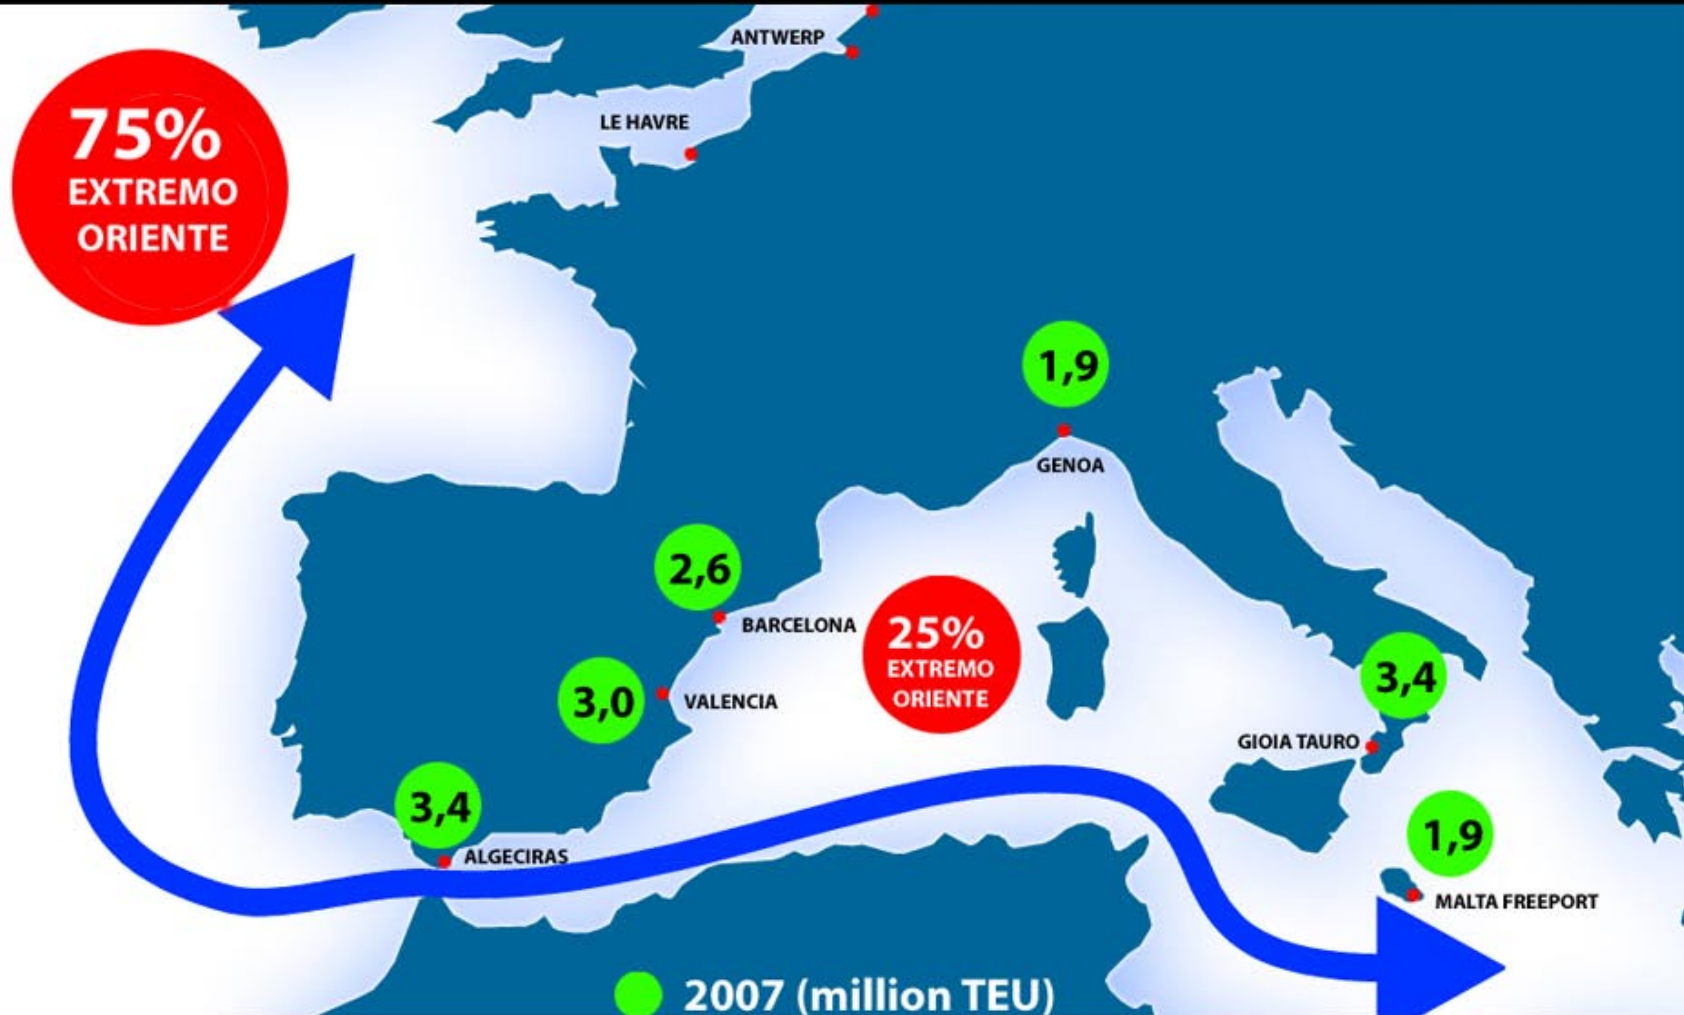 ANTWERP
75%
EXTREMO
ORIENTE
LE HAVRE
1,9
GENOA
2,6
BARCELONA
25%
EXTREMO
ORIENTE
3,0
VALENCIA
3,4
GIOIA TAURO
3,4
ALGECIRAS
1,9
MALTA FREEPORT
2007 (million TEU)